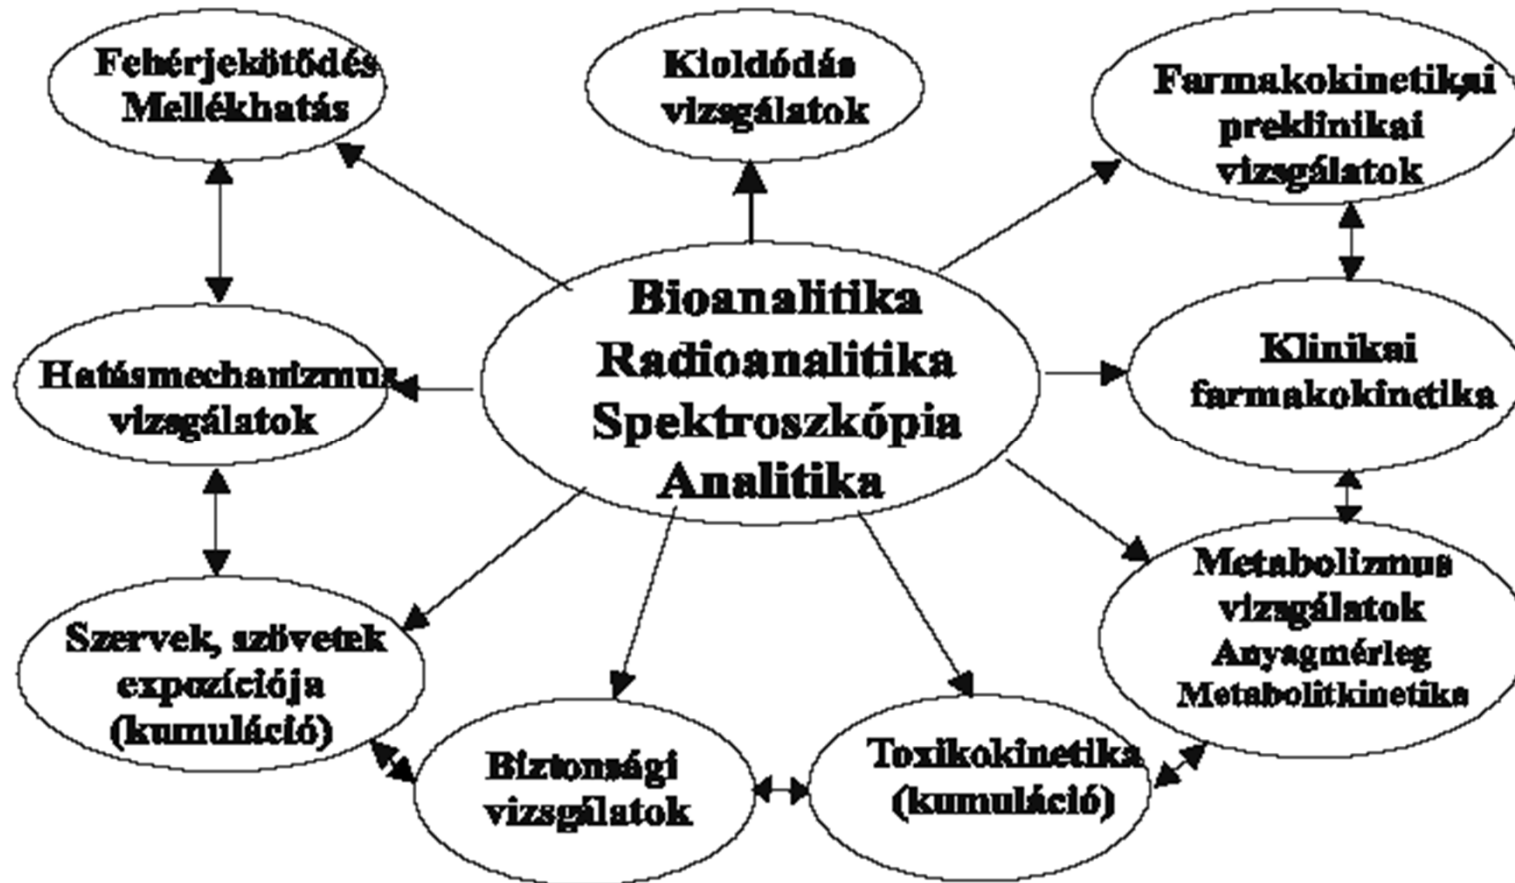 Fehérjekötődés
Mellékhatás
Kioldódás
vizsgálatok
Farmakokinetikai,
preklinikai
vizsgálatok
Bioanalitika
Radioanalitika
Spektroszkópia
Analitika
Hatásmechanizmus
vizsgálatok
Klinikai
farmakokinetika
Szervek, szövetek
expozíciója
(kumuláció)
Biztonsági
vizsgálatok
Toxikokinetika
(kumuláció)
Metabolizmus
vizsgálatok
Anyagmérleg
Metabolitkinetika